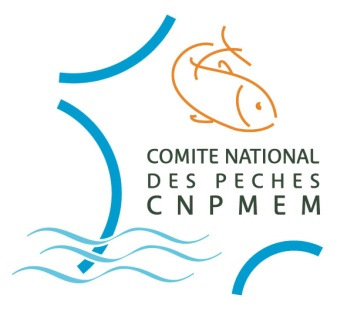 COMITE NATIONAL
DES PECHES
CNPMEM